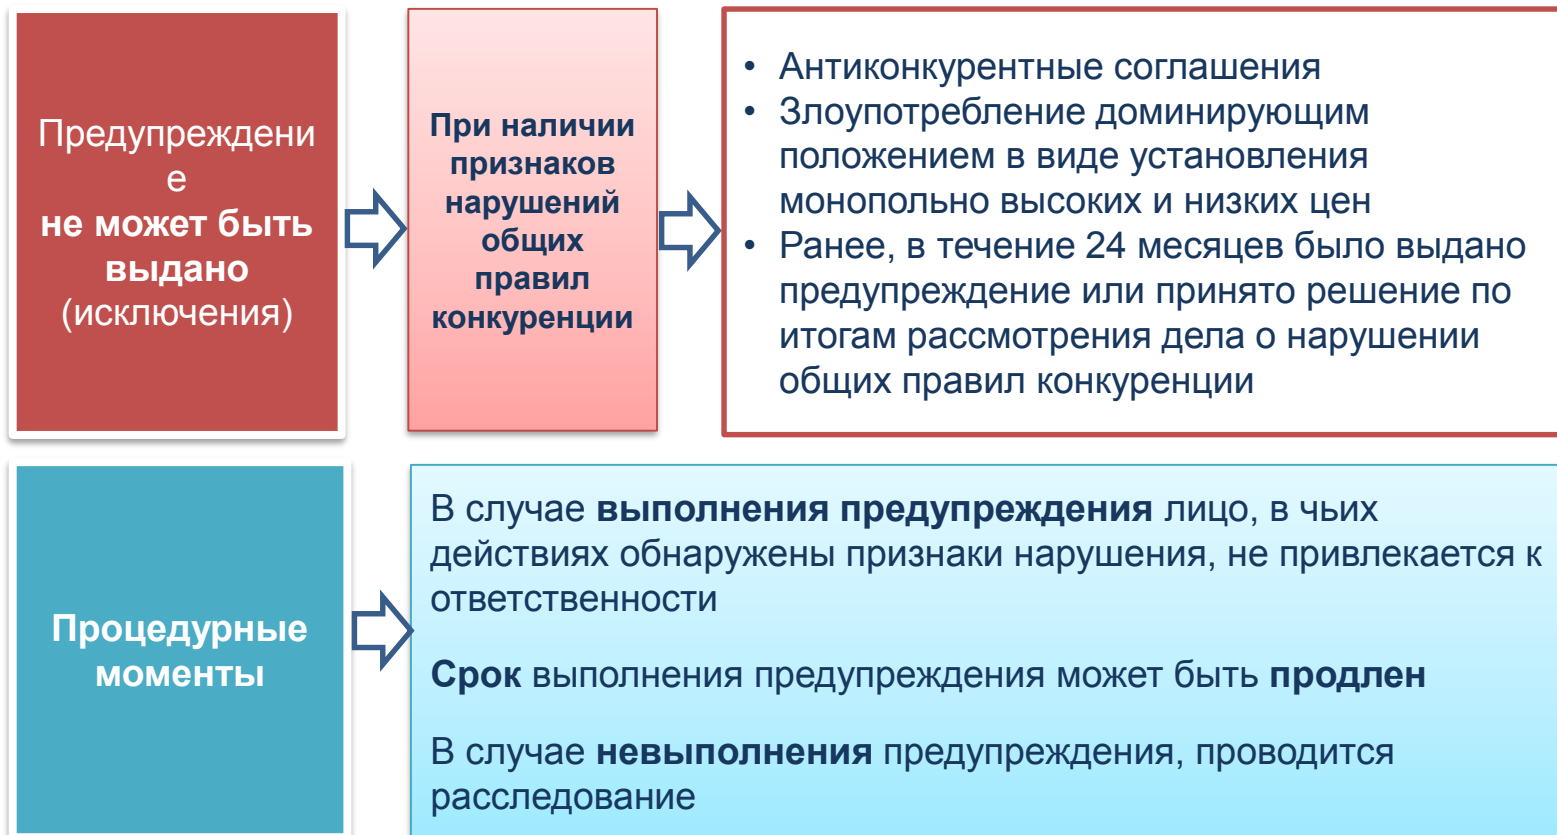 Предупреждени
е
не может быть
выдано
(исключения)
При наличии
признаков
нарушений
общих
правил
конкуренции
• Антиконкурентные соглашения
• Злоупотребление доминирующим
положением в виде установления
монопольно высоких и низких цен
• Ранее, в течение 24 месяцев было выдано
предупреждение или принято решение по
итогам рассмотрения дела о нарушении
общих правил конкуренции
Процедурные
моменты
В случае выполнения предупреждения лицо, в чьих
действиях обнаружены признаки нарушения, не привлекается к
ответственности
Срок выполнения предупреждения может быть продлен
В случае невыполнения предупреждения, проводится
расследование